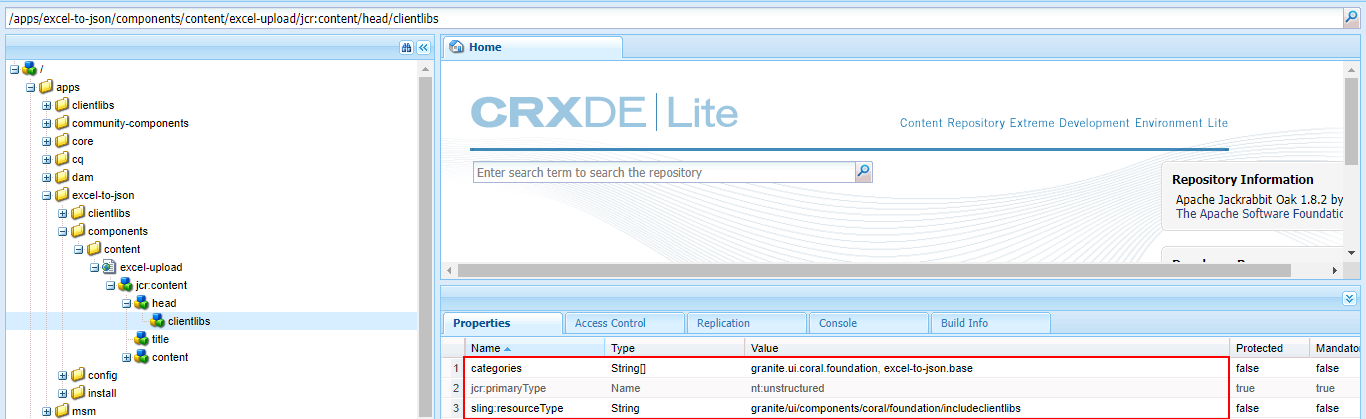 /apps/excel-to-json/components/content/excel-upload/jcr:content/head/clientlibs
/
apps
clientlibs
community-components
core
cq
dam
excel-to-json
clientlibs
components
content
excel-upload
jcr:content
head
clientlibs
title
content
config
install
msm
Home
CRXDE Lite
Content Repository Extreme Development Environment Lite
Enter search term to search the repository
Repository Information
Apache Jackrabbit Oak 1.8.2 by
The Apache Software Foundatio
Properties Access Control Replication Console Build Info
Name Type Value Protected Mandator
1 categories String[] granite.ui.coral.foundation, excel-to-json.base false false
2 jcr:primaryType Name nt:unstructured true true
3 sling:resourceType String granite/ui/components/coral/foundation/includeclientlibs false false